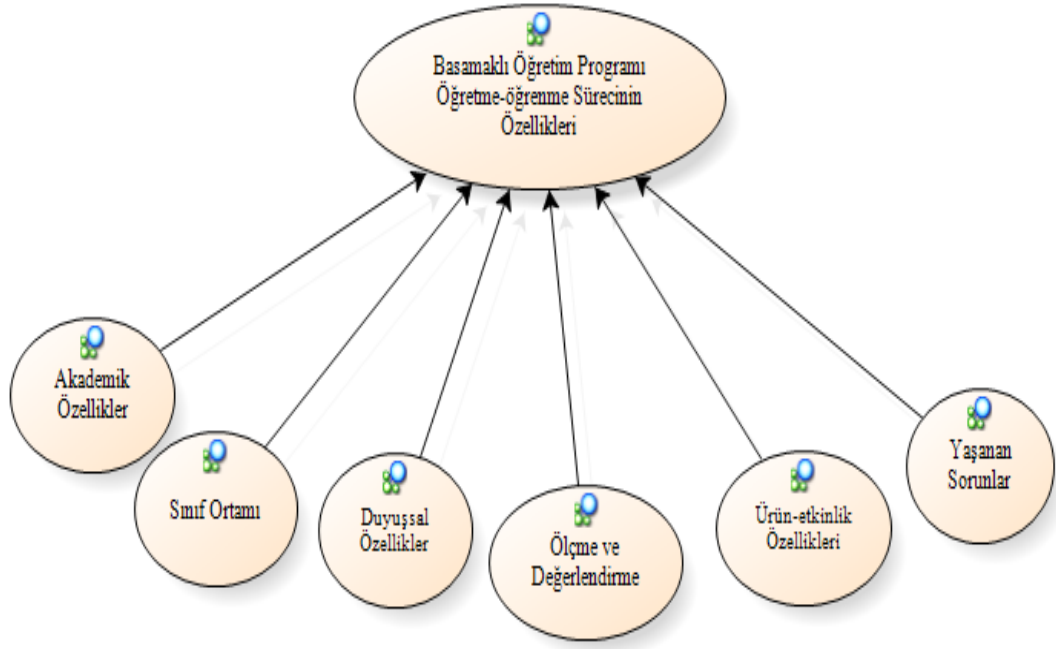 Basamaklı Öğretim Programı
Öğretme-öğrenme Sürecinin
Özellikleri
Akademik
Özellikler
Sınıf Ortamı
Duyuşsal
Özellikler
Ölçme ve
Değerlendirme
Ürün-etkinlik
Özellikleri
Yaşanan
Sorunlar